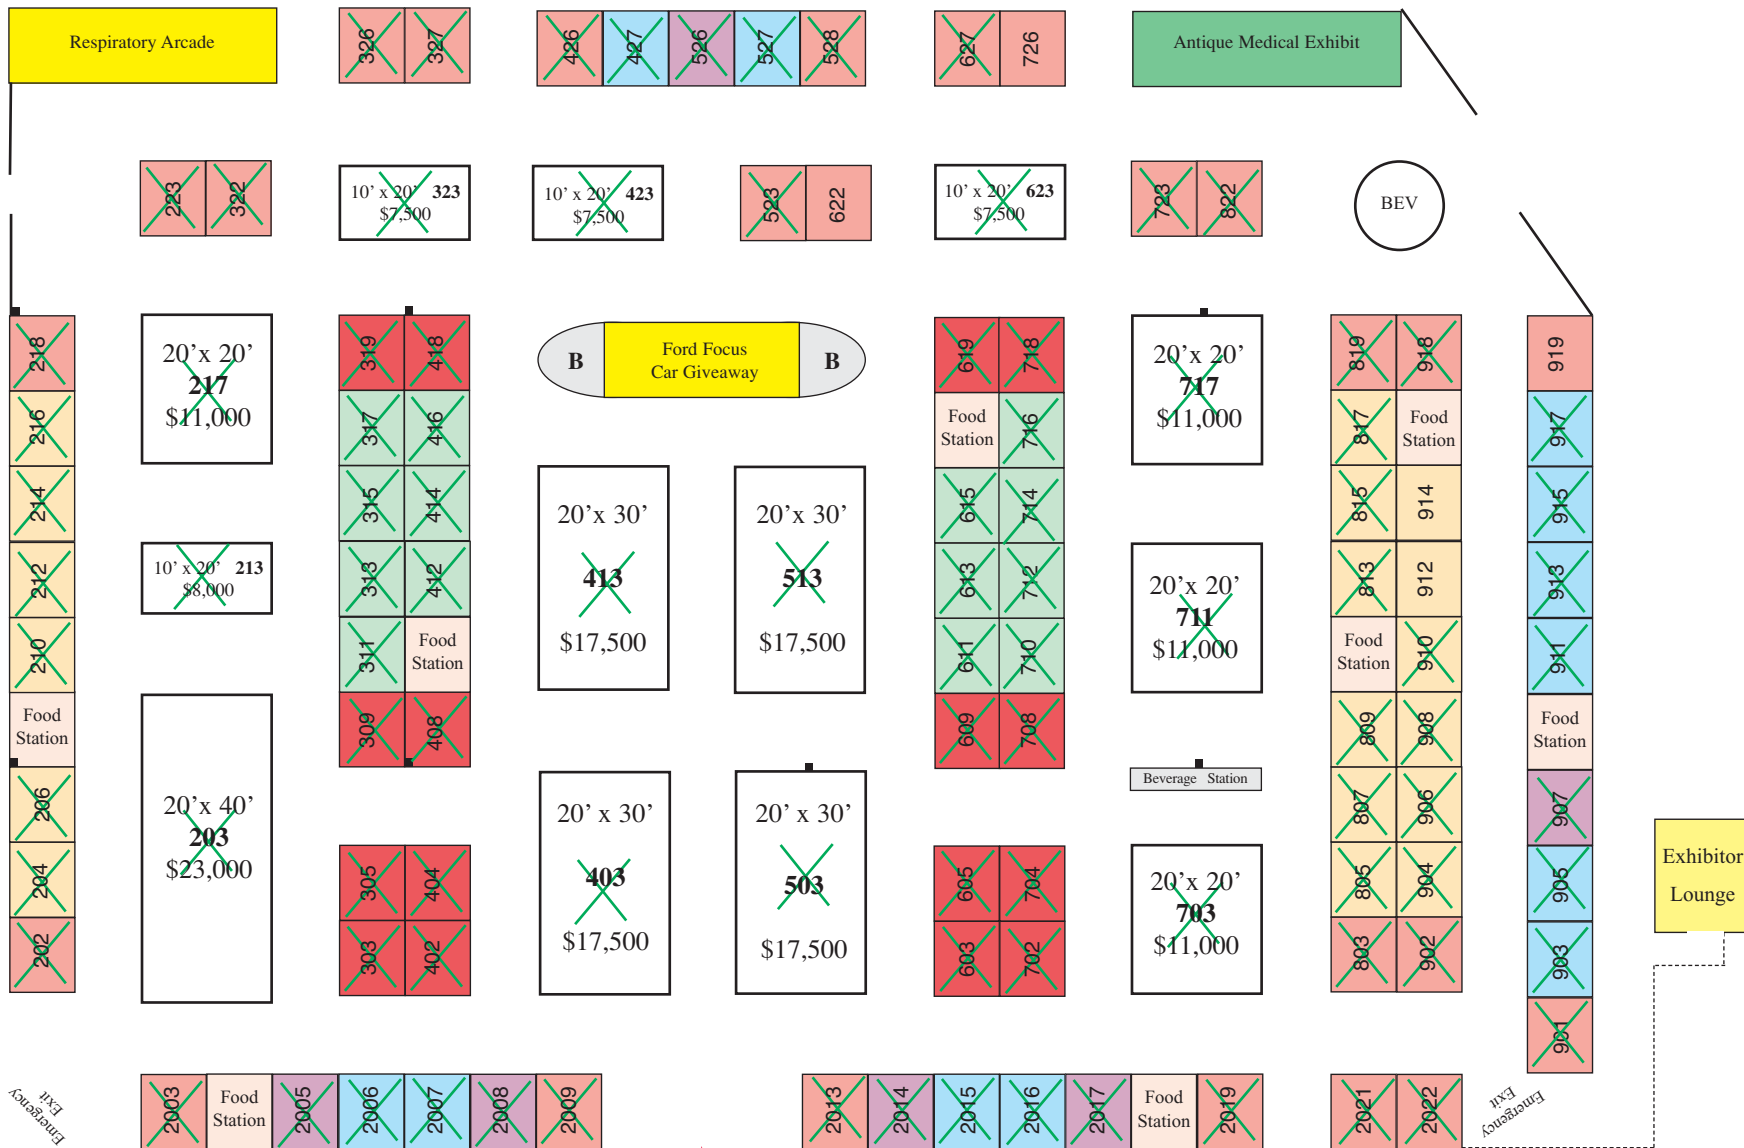 Respiratory Arcade
326
327
426
427
526
527
528
627
726
Antique Medical Exhibit
223
322
10' x 20' 323
$7,500
10' x 20' 423
$7,500
523
622
10' x 20' 623
$7,500
723
822
BEV
218
216
214
212
210
Food
Station
206
204
202
20'x 20'
217
$11,000
10' x 20' 213
$8,000
20'x 40'
203
$23,000
319
418
317
416
315
414
313
412
311
Food
Station
309
408
305
404
303
402
B
Ford Focus
Car Giveaway
B
20'x 30'
413
$17,500
20'x 30'
513
$17,500
20' x 30'
403
$17,500
20' x 30'
503
$17,500
619
718
Food
Station
716
615
714
613
712
611
710
609
708
605
704
603
702
20'x 20'
717
$11,000
20'x 20'
711
$11,000
Beverage Station
20'x 20'
703
$11,000
819
918
817
Food
Station
815
914
813
912
Food
Station
910
809
908
807
906
805
904
803
902
919
917
915
913
911
Food
Station
907
905
903
901
Exhibitor
Lounge
Emergency
Exit
2003
Food
Station
2005
2006
2007
2008
2009
2013
2014
2015
2016
2017
Food
Station
2019
2021
2022
Emergency
Exit